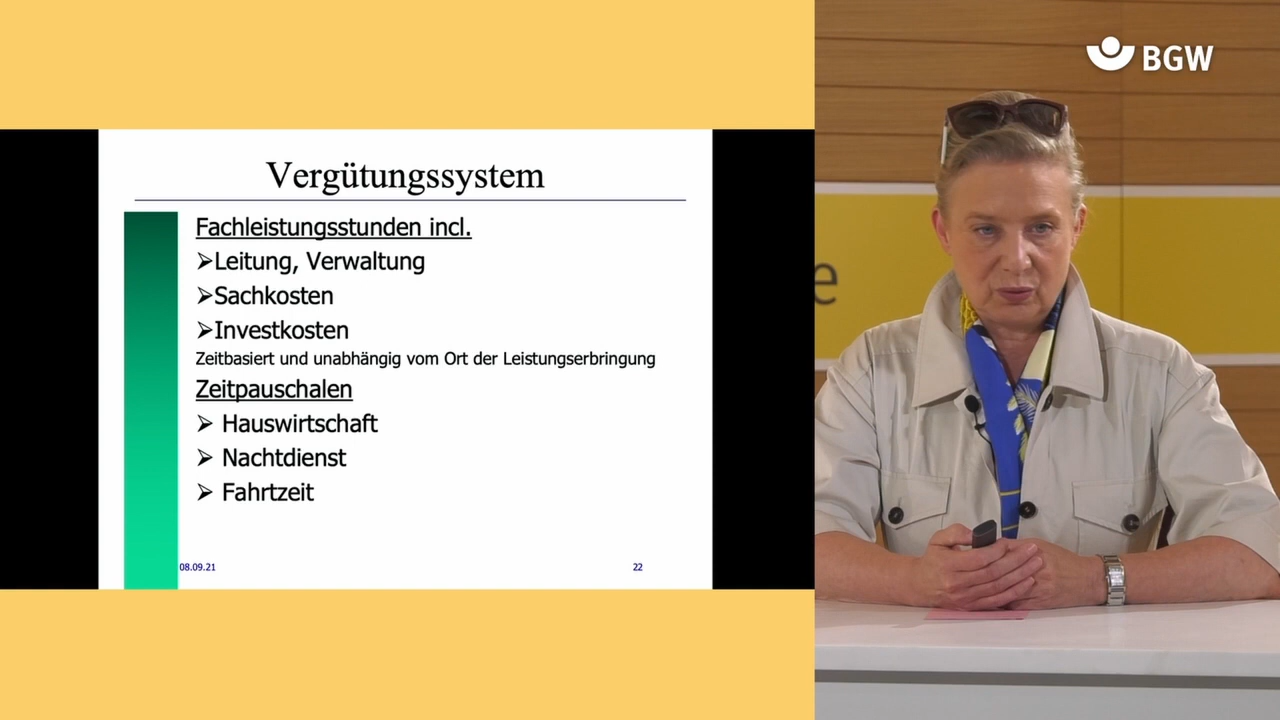 Vergütungssystem
Fachleistungsstunden incl.
➢Leitung, Verwaltung
➢Sachkosten
➢Investkosten
Zeitbasiert und unabhängig vom Ort der Leistungserbringung
Zeitpauschalen
➢ Hauswirtschaft
➢ Nachtdienst
➢ Fahrtzeit
08.09.21
22
BGW
e